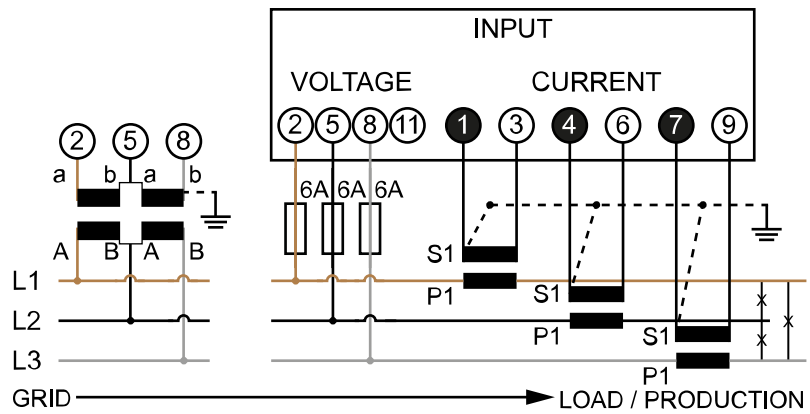 INPUT
VOLTAGE CURRENT
2 5 8 2 5 8 11 1 3 4 6 7 9
a b a b
6A 6A 6A
A B A B
S1
L1
P1 S1
L2
P1 S1
L3
P1
GRID LOAD / PRODUCTION